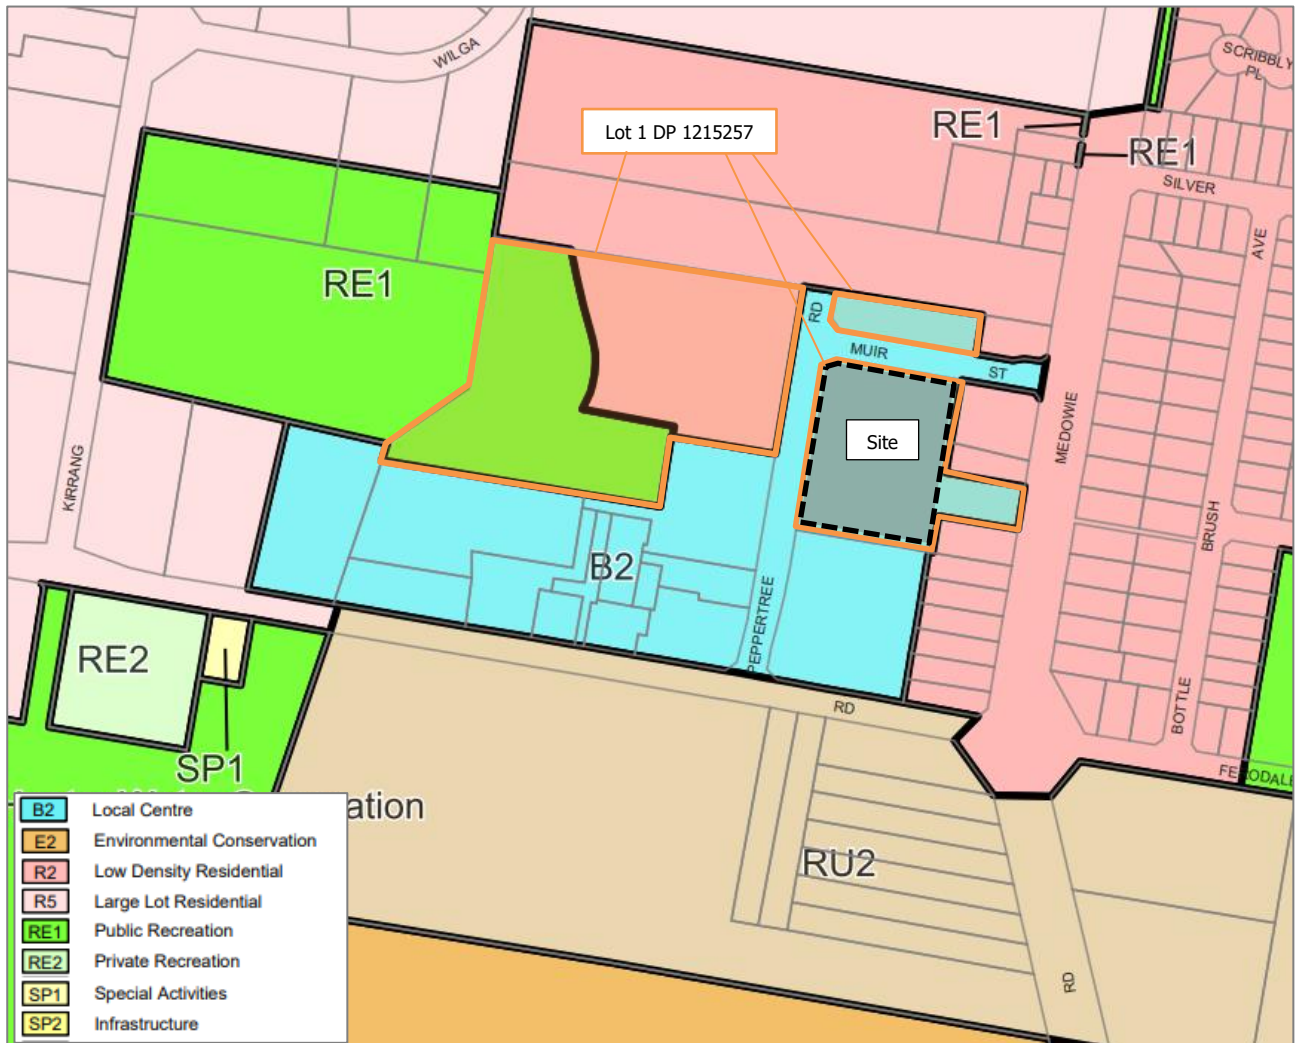 WILGA
SCRIBBLY
PL
Lot 1 DP 1215257
RE1
RE1
SILVER
AVE
RE1
RD
MUIR
ST
Site
MEDOWIE
KIRRANG
BRUSH
B2
PEPPERTREE
RE2
BOTTLE
RD
SP1
FERODALE
ation
RU2
RD
B2 Local Centre
E2 Environmental Conservation
R2 Low Density Residential
R5 Large Lot Residential
RE1 Public Recreation
RE2 Private Recreation
SP1 Special Activities
SP2 Infrastructure